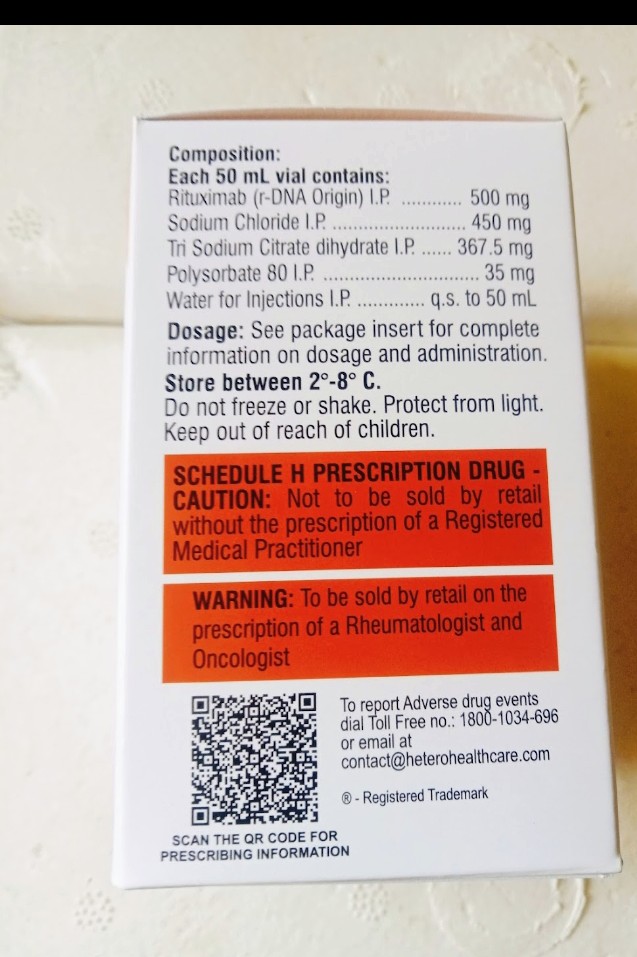 Composition:
Each 50 mL vial contains:
Rituximab (r-DNA Origin) I.P. ............ 500 mg
Sodium Chloride I.P. .......................... 450 mg
Tri Sodium Citrate dihydrate I.P. ...... 367.5 mg
Polysorbate 80 I.P. .............................. 35 mg
Water for Injections I.P. ............. q.s. to 50 mL
Dosage: See package insert for complete
information on dosage and administration.
Store between 2°-8° C.
Do not freeze or shake. Protect from light.
Keep out of reach of children.
SCHEDULE H PRESCRIPTION DRUG -
CAUTION: Not to be sold by retail
without the prescription of a Registered
Medical Practitioner
WARNING: To be sold by retail on the
prescription of a Rheumatologist and
Oncologist
To report Adverse drug events
dial Toll Free no.: 1800-1034-696
or email at
contact@heterohealthcare.com
® - Registered Trademark
SCAN THE QR CODE FOR
PRESCRIBING INFORMATION